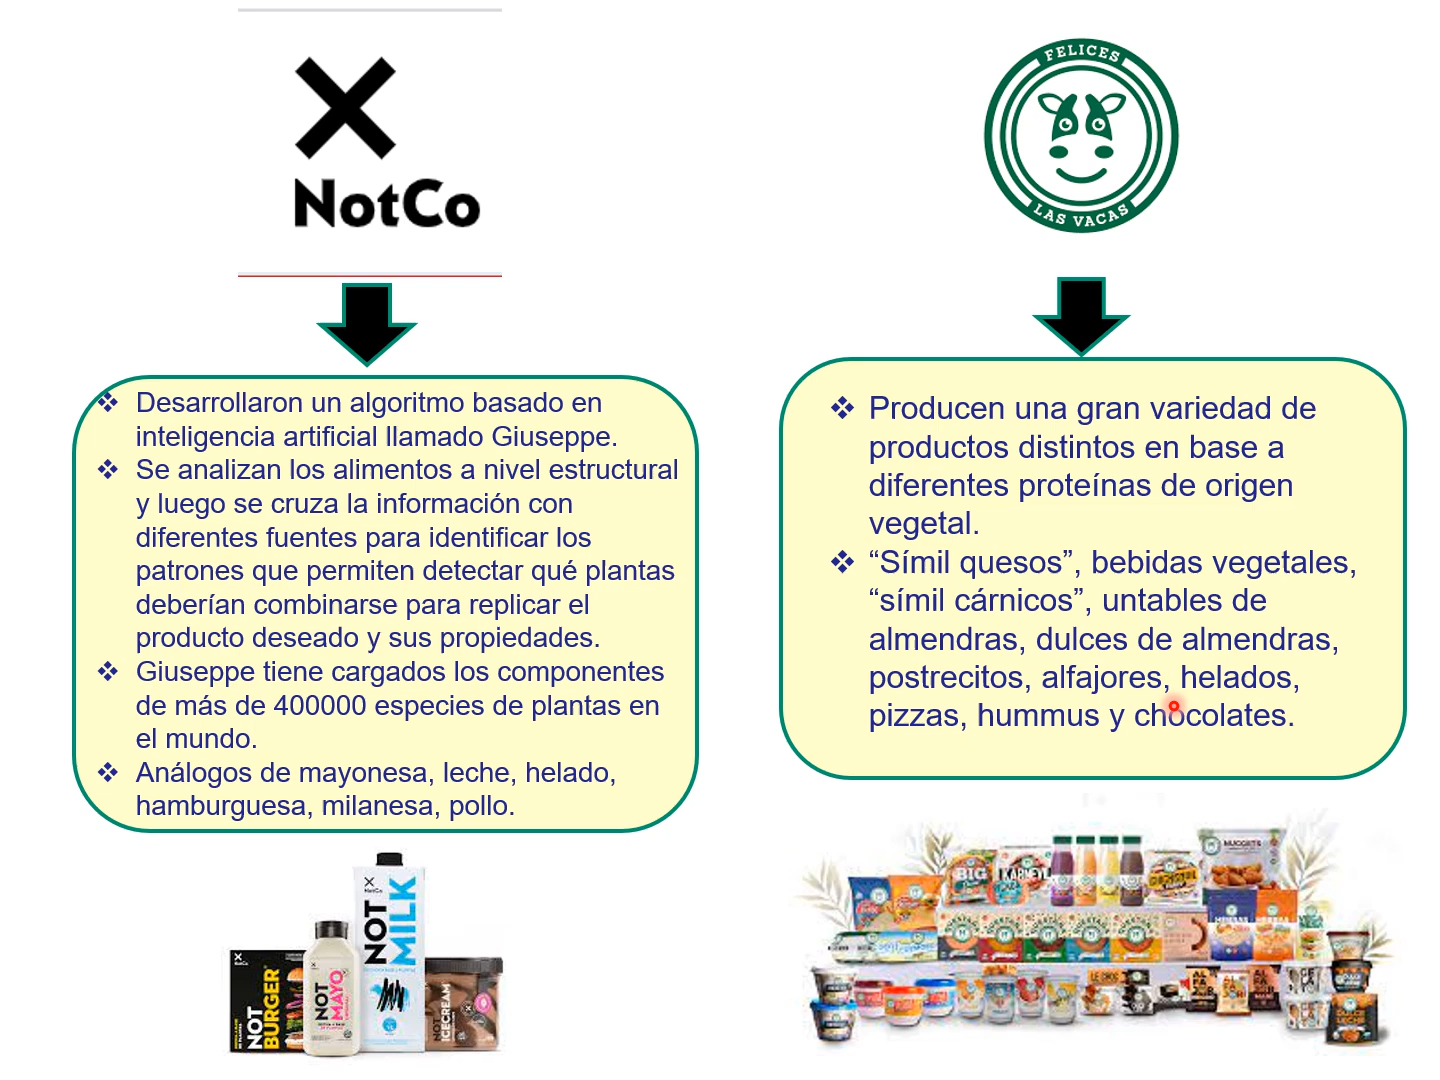 NotCo
Desarrollaron un algoritmo basado en
inteligencia artificial llamado Giuseppe.
Se analizan los alimentos a nivel estructural
y luego se cruza la información con
diferentes fuentes para identificar los
patrones que permiten detectar qué plantas
deberían combinarse para replicar el
producto deseado y sus propiedades.
Giuseppe tiene cargados los componentes
de más de 400000 especies de plantas en
el mundo.
Análogos de mayonesa, leche, helado,
hamburguesa, milanesa, pollo.
NotCo
NOT
BURGER
NOT
MAYO
NotCo
NOT
MILK
NOT
ICECREAM
FELICES
LAS VACAS
Producen una gran variedad de
productos distintos en base a
diferentes proteínas de origen
vegetal.
“Símil quesos”, bebidas vegetales,
“símil cárnicos”, untables de
almendras, dulces de almendras,
postrecitos, alfajores, helados,
pizzas, hummus y chocolates.
BIG
NUGGETS